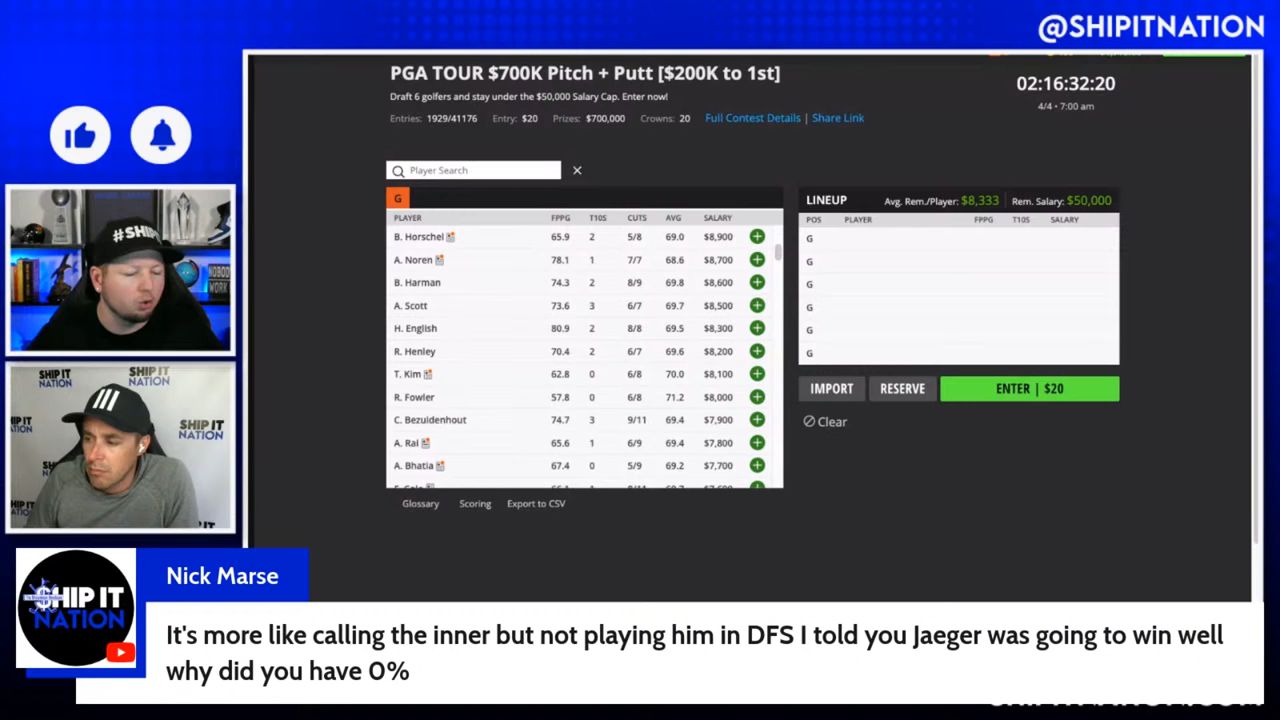 @SHIPITNATION
PGA TOUR $700K Pitch + Putt [$200K to 1st]
02:16:32:20
Draft 6 golfers and stay under the $50,000 Salary Cap. Enter now!
4/4 • 7:00 am
Entries: 1929/41176 Entry: $20 Prizes: $700,000 Crowns: 20 Full Contest Details | Share Link
Player Search
G
PLAYER FPPG T10S CUTS AVG SALARY
B. Horschel 65.9 2 5/8 69.0 $8,900
A. Noren 78.1 1 7/7 68.6 $8,700
B. Harman 74.3 2 8/9 69.8 $8,600
A. Scott 73.6 3 6/7 69.7 $8,500
H. English 80.9 2 8/8 69.5 $8,300
R. Henley 70.4 2 6/7 69.6 $8,200
T. Kim 62.8 0 6/8 70.0 $8,100
R. Fowler 57.8 0 6/8 71.2 $8,000
C. Bezuidenhout 74.7 3 9/11 69.4 $7,900
A. Rai 65.6 1 6/9 69.4 $7,800
A. Bhatia 67.4 0 5/9 69.2 $7,700
Glossary Scoring Export to CSV
LINEUP Avg. Rem./Player: $8,333 Rem. Salary: $50,000
POS PLAYER FPPG T10S SALARY
G
G
G
G
G
G
IMPORT RESERVE ENTER | $20
Clear
#SHIP
NOBODY
WORK
SHIP IT
NATION
SHIP IT
NATION
SHIP IT
NATION
$HIP IT
NATION
Nick Marse
It's more like calling the inner but not playing him in DFS I told you Jaeger was going to win well
why did you have 0%